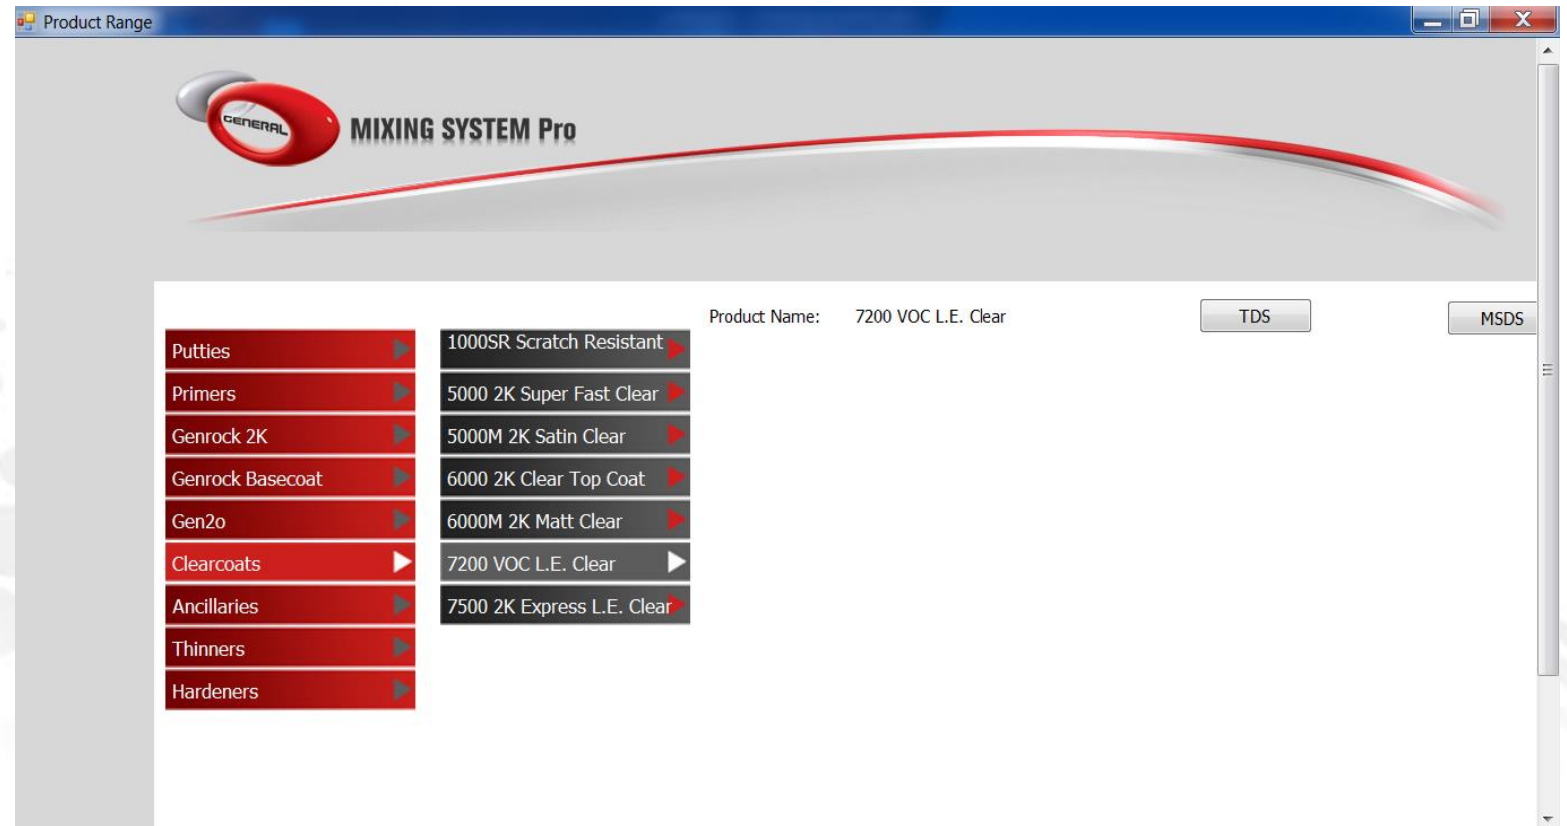 Product Range
GENERAL
MIXING SYSTEM Pro
Product Name: 7200 VOC L.E. Clear TDS MSDS
Putties
Primers
Genrock 2K
Genrock Basecoat
Gen2o
Clearcoats
Ancillaries
Thinners
Hardeners
1000SR Scratch Resistant
5000 2K Super Fast Clear
5000M 2K Satin Clear
6000 2K Clear Top Coat
6000M 2K Matt Clear
7200 VOC L.E. Clear
7500 2K Express L.E. Clear